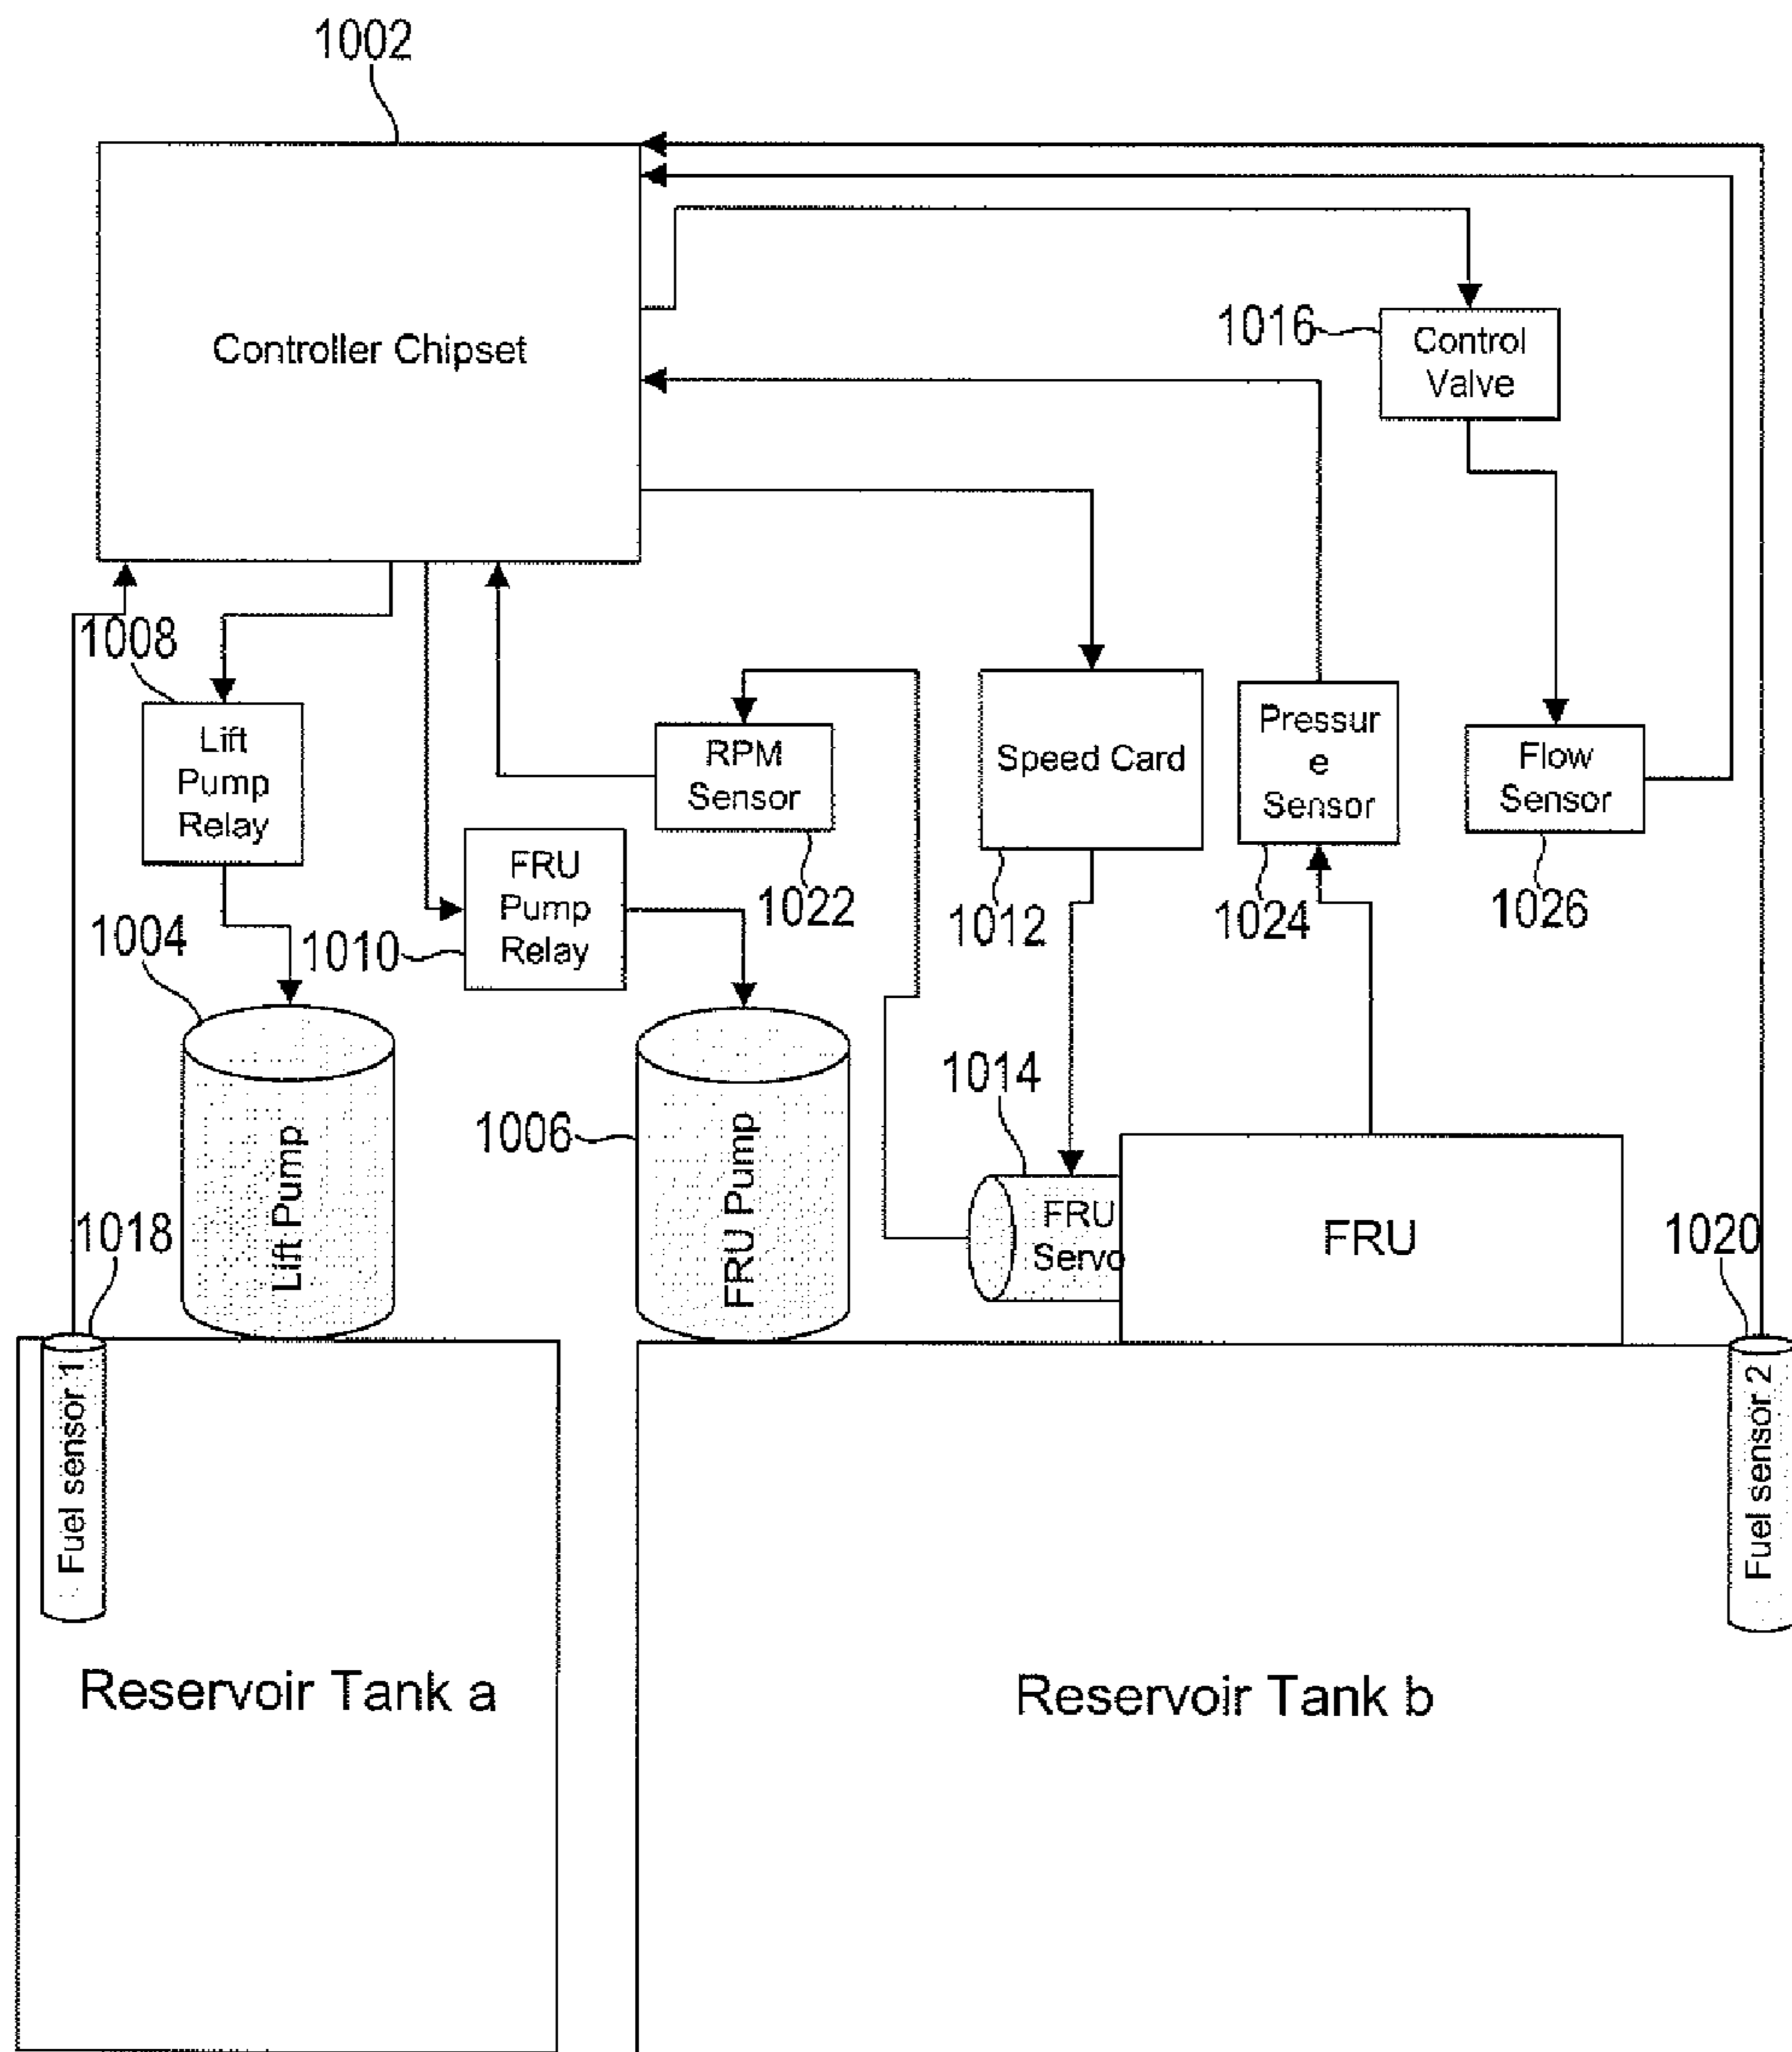 1002
Controller Chipset
1016
Control
Valve
1008
Lift
Pump
Relay
RPM
Sensor
1022
Speed Card
1012
Pressur
e
Sensor
1024
Flow
Sensor
1026
FRU
Pump
Relay
1010
1004
Lift Pump
1006
FRU Pump
1014
FRU
Servo
FRU
1018
1020
Fuel sensor 1
Fuel sensor 2
Reservoir Tank a
Reservoir Tank b